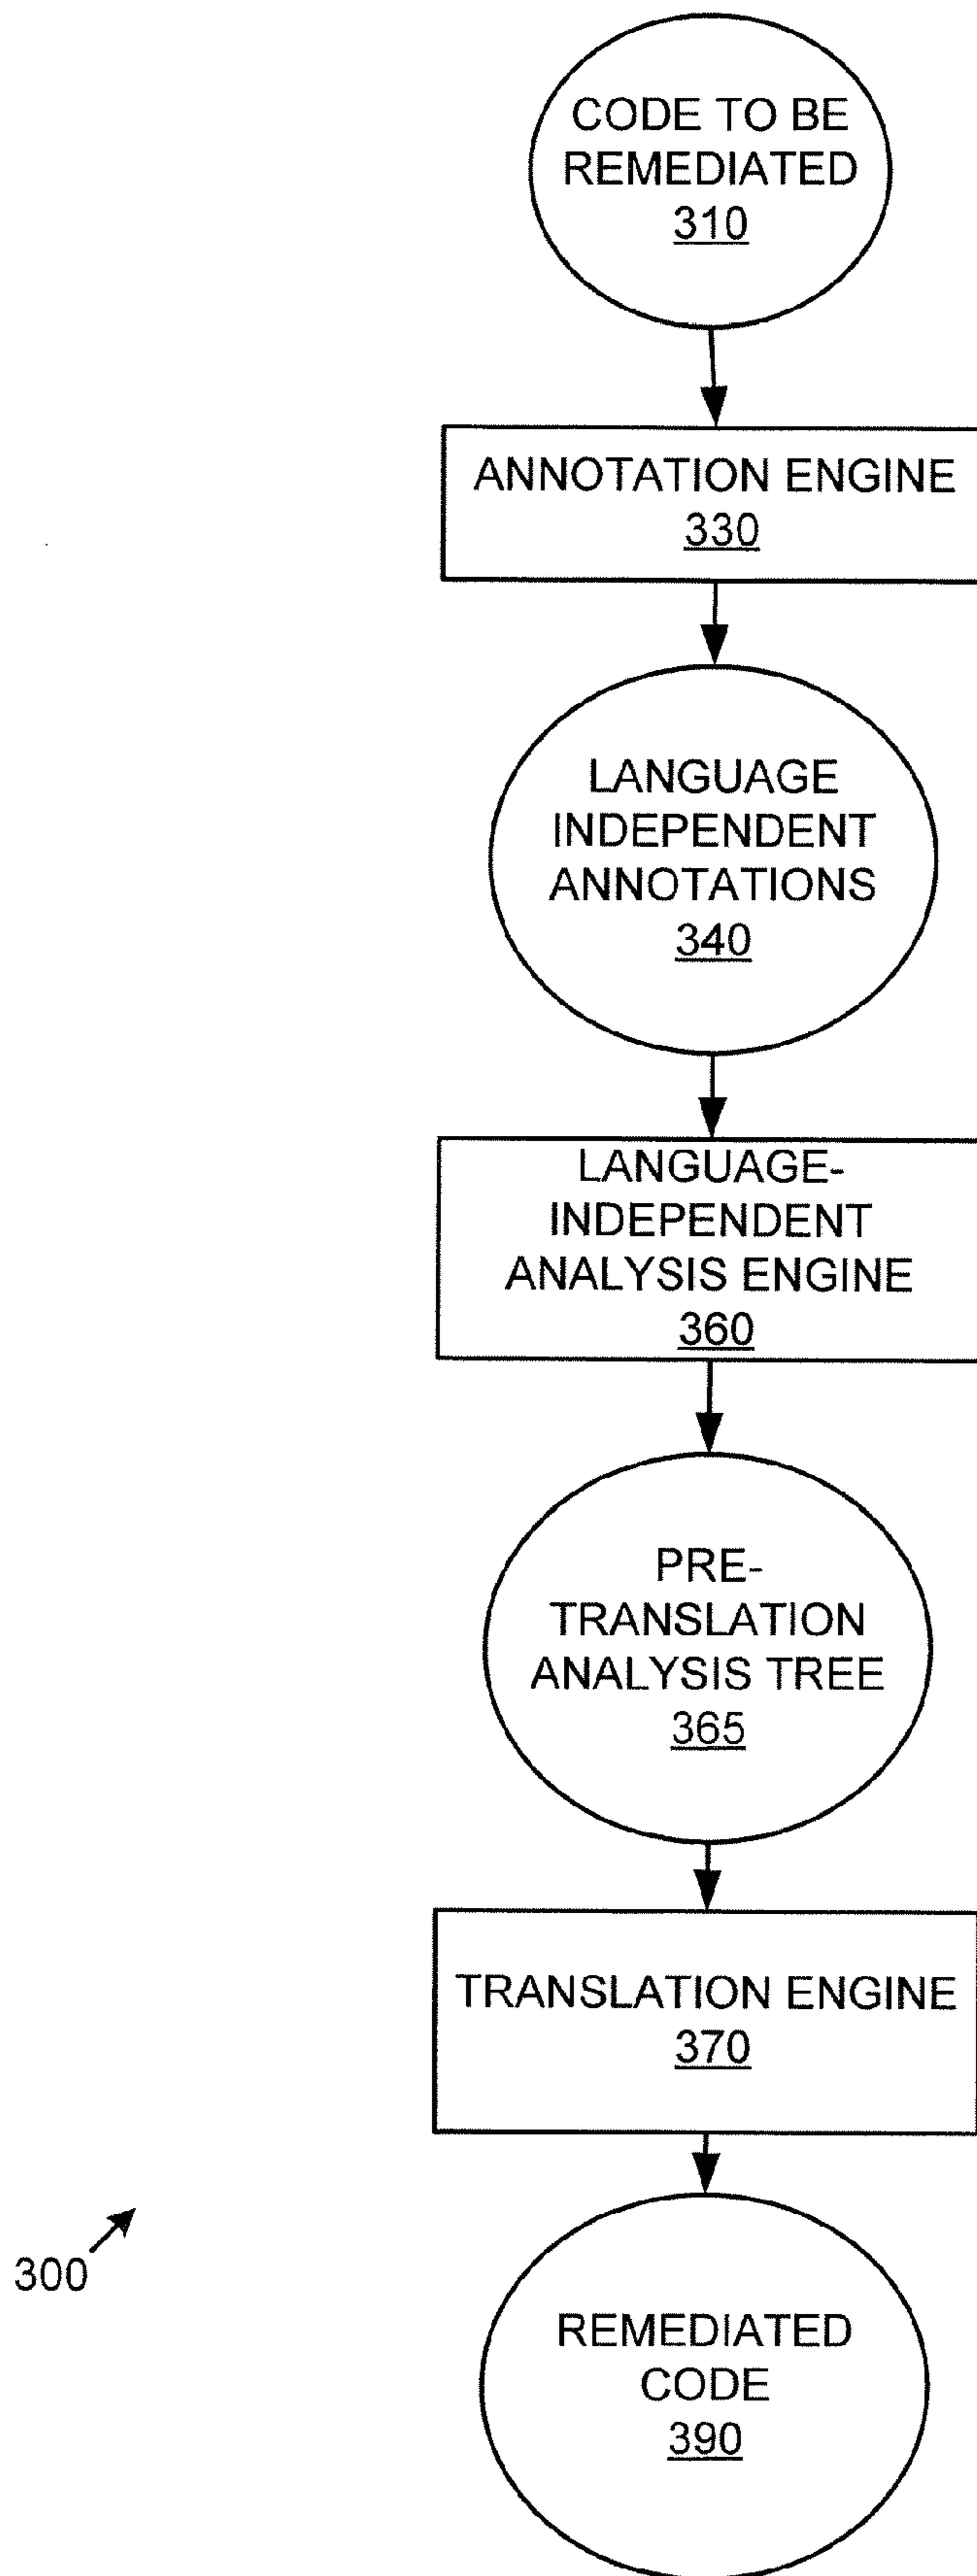 CODE TO BE
REMEDIATED
310
ANNOTATION ENGINE
330
LANGUAGE
INDEPENDENT
ANNOTATIONS
340
LANGUAGE-
INDEPENDENT
ANALYSIS ENGINE
360
PRE-
TRANSLATION
ANALYSIS TREE
365
TRANSLATION ENGINE
370
300
REMEDIATED
CODE
390